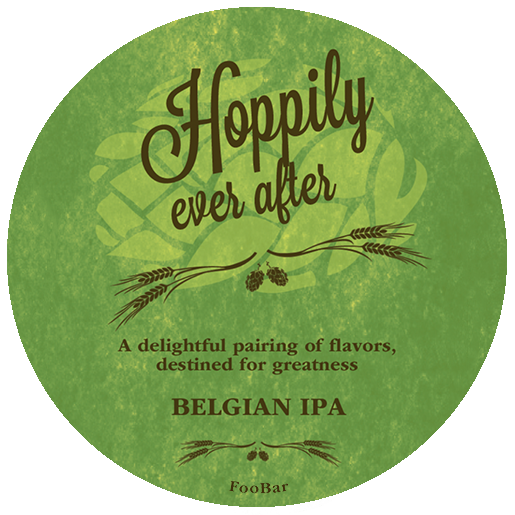 Hoppily
ever after
A delightful pairing of flavors,
destined for greatness
BELGIAN IPA
FooBar